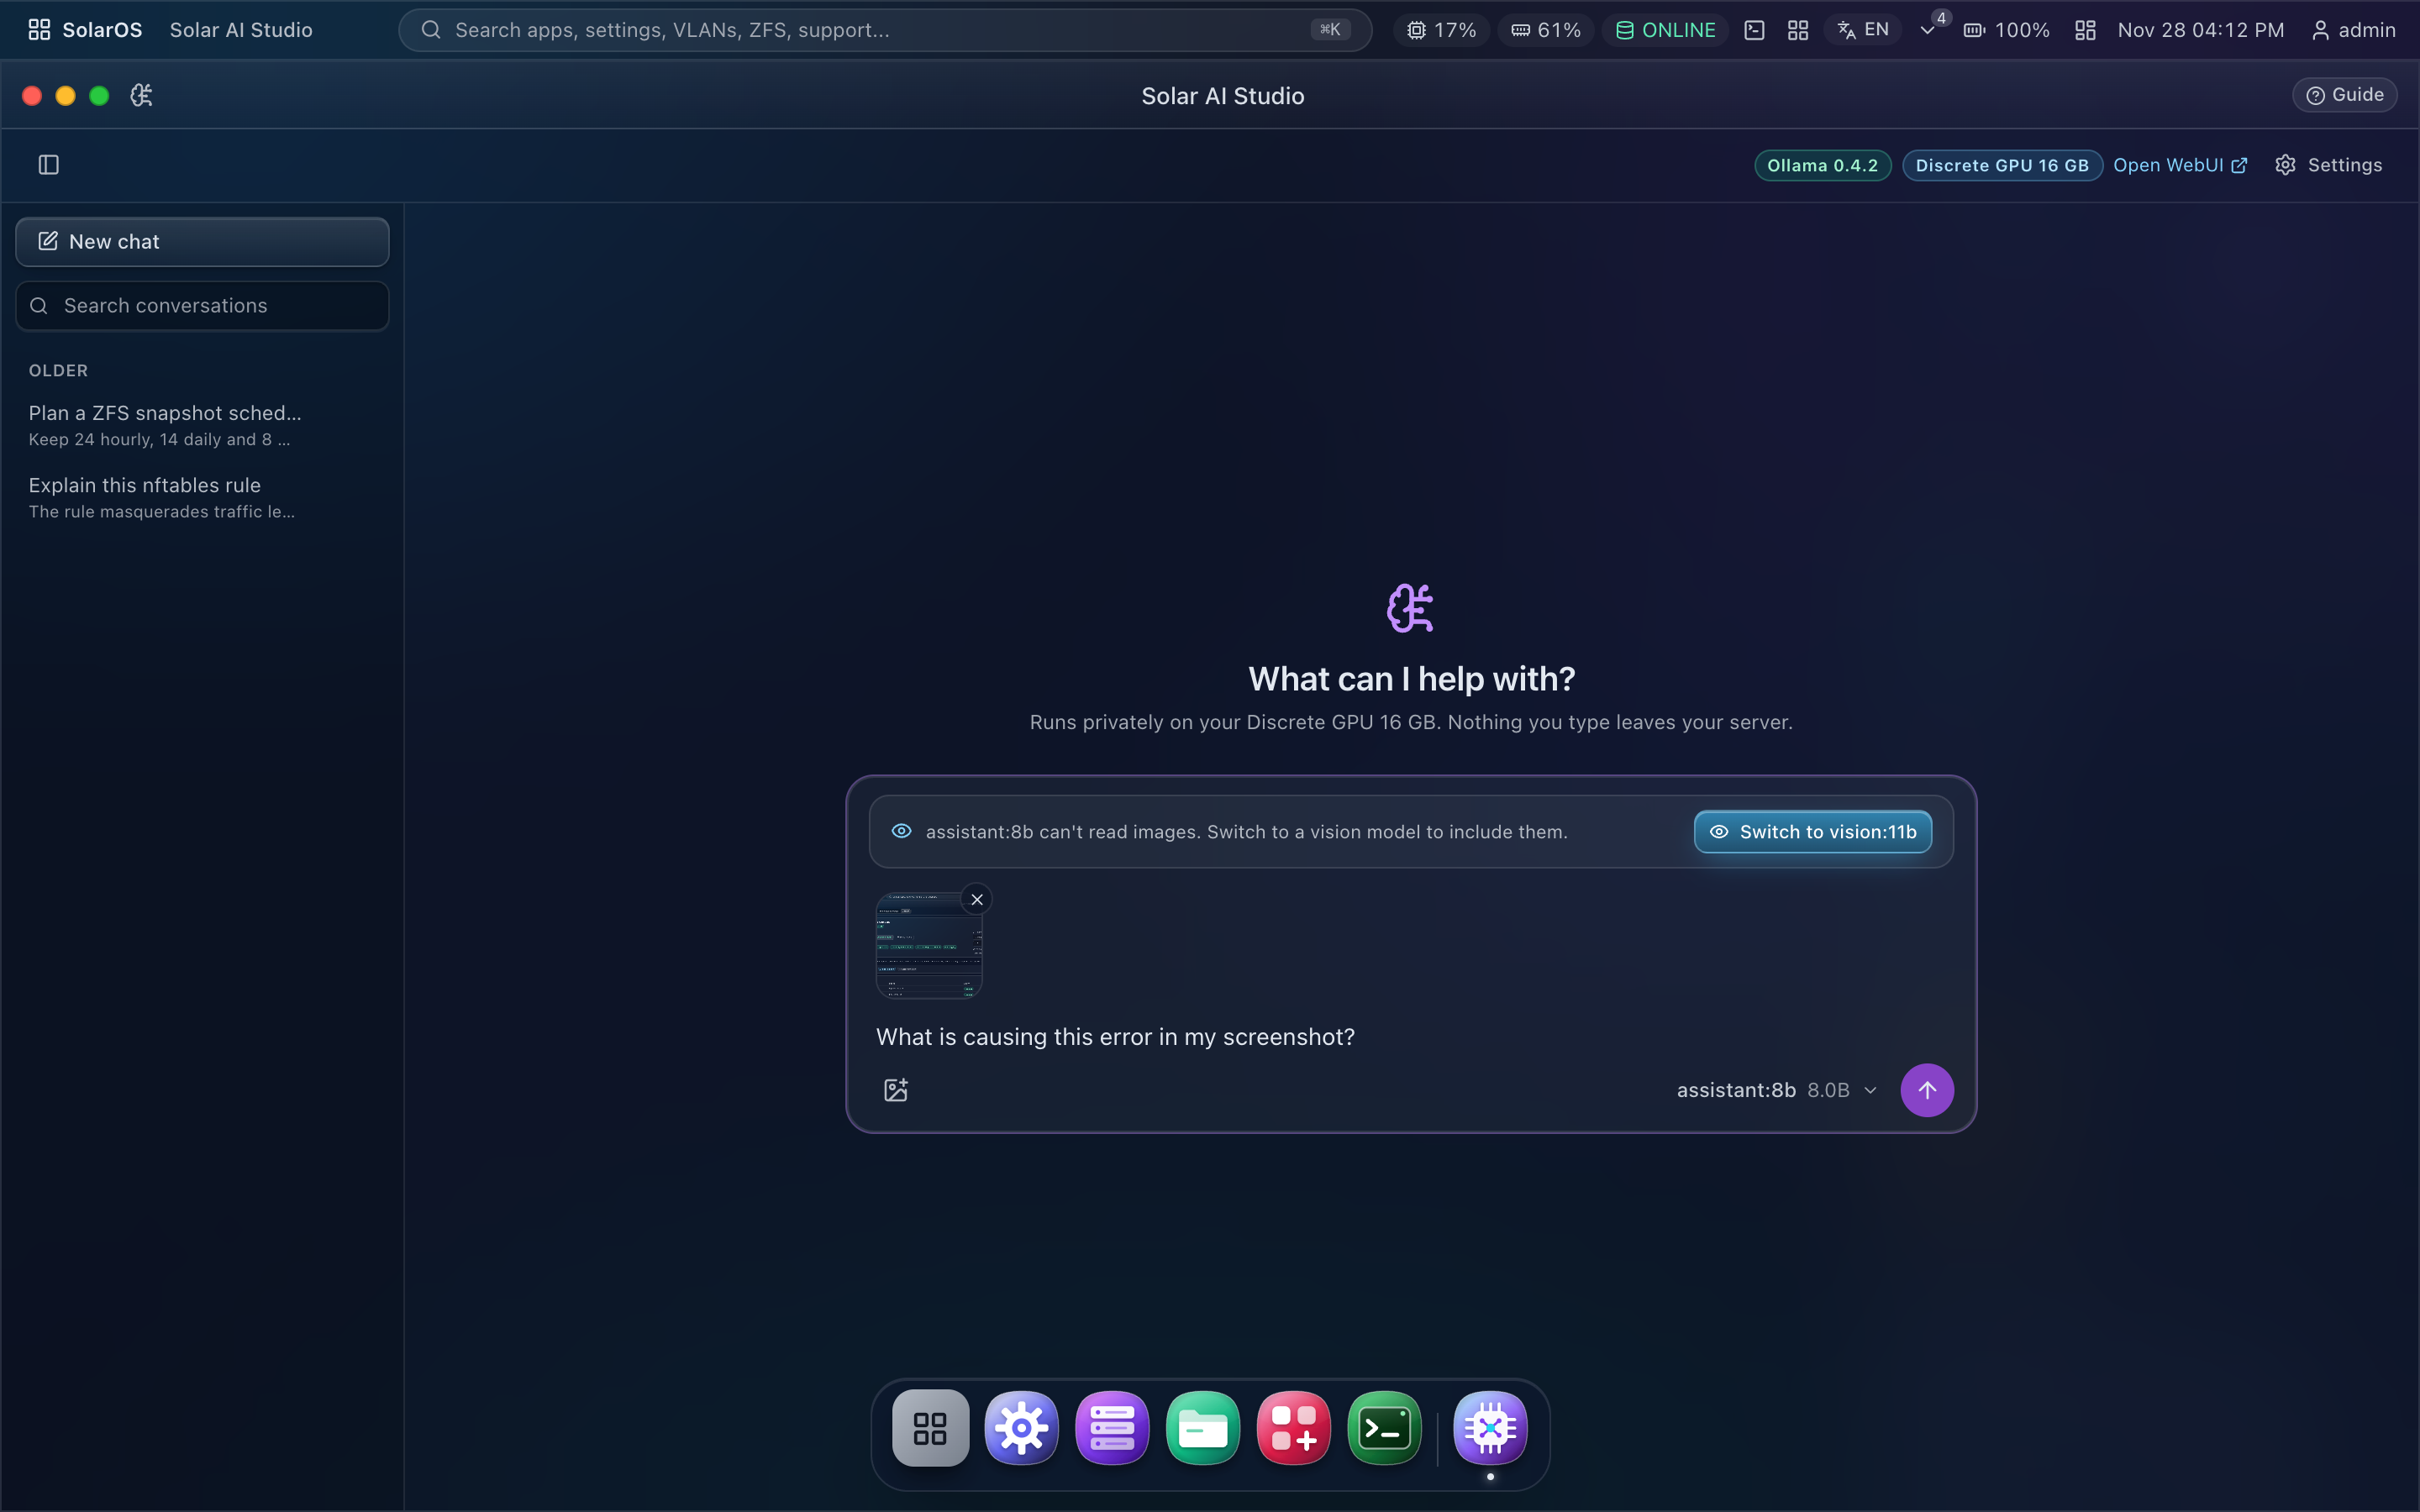 SolarOS Solar AI Studio Search apps, settings, VLANs, ZFS, support... ⌘K 17% 61% ONLINE EN 4 100% Nov 28 04:12 PM admin
Solar AI Studio Guide
Ollama 0.4.2 Discrete GPU 16 GB Open WebUI Settings
New chat
Search conversations
OLDER
Plan a ZFS snapshot sched...
Keep 24 hourly, 14 daily and 8 ...
Explain this nftables rule
The rule masquerades traffic le...
What can I help with?
Runs privately on your Discrete GPU 16 GB. Nothing you type leaves your server.
assistant:8b can't read images. Switch to a vision model to include them. Switch to vision:11b
What is causing this error in my screenshot?
assistant:8b 8.0B